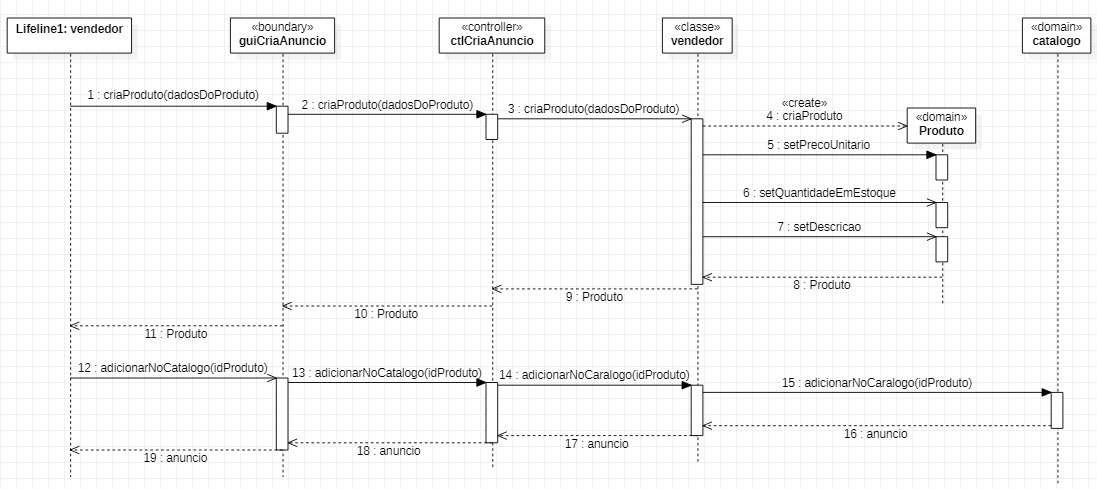 Lifeline1: vendedor
«boundary»
guiCriaAnuncio
«controller»
ctlCriaAnuncio
«classe»
vendedor
«domain»
catalogo
1 : criaProduto(dadosDoProduto)
2 : criaProduto(dadosDoProduto)
3 : criaProduto(dadosDoProduto)
«create»
4 : criaProduto
«domain»
Produto
5 : setPrecoUnitario
6 : setQuantidadeEmEstoque
7 : setDescricao
8 : Produto
9 : Produto
10 : Produto
11 : Produto
12 : adicionarNoCatalogo(idProduto)
13 : adicionarNoCatalogo(idProduto)
14 : adicionarNoCaralogo(idProduto)
15 : adicionarNoCaralogo(idProduto)
16 : anuncio
17 : anuncio
18 : anuncio
19 : anuncio